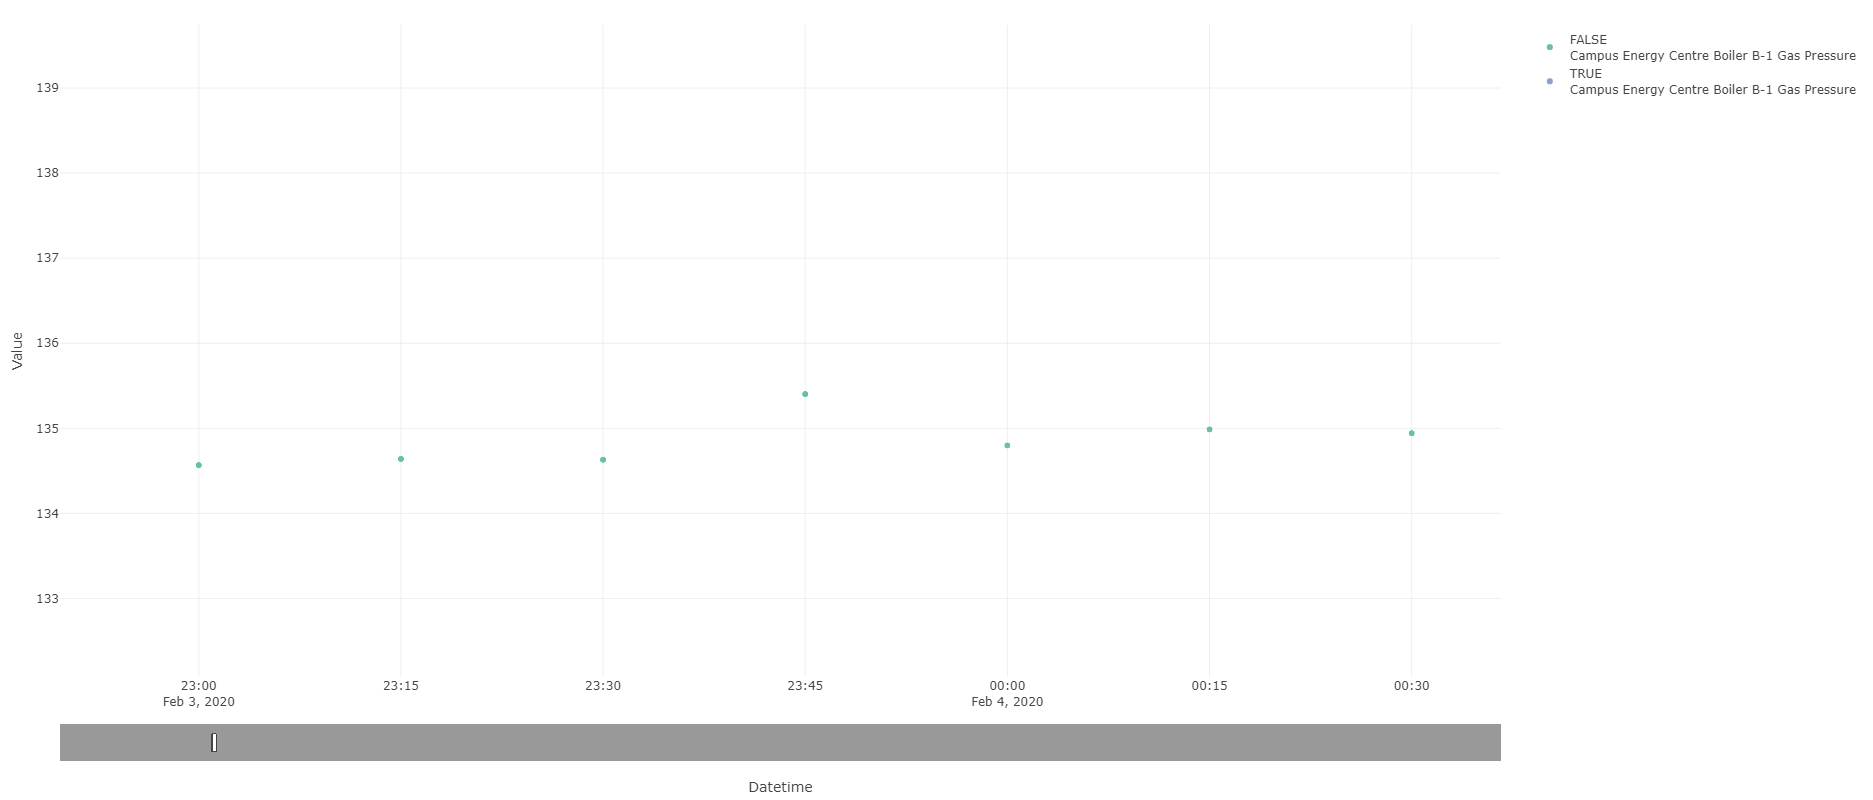 FALSE
Campus Energy Centre Boiler B-1 Gas Pressure
TRUE
Campus Energy Centre Boiler B-1 Gas Pressure
139
138
137
136
135
134
133
Value
23:00 23:15 23:30 23:45 00:00 00:15 00:30
Feb 3, 2020 Feb 4, 2020
Datetime